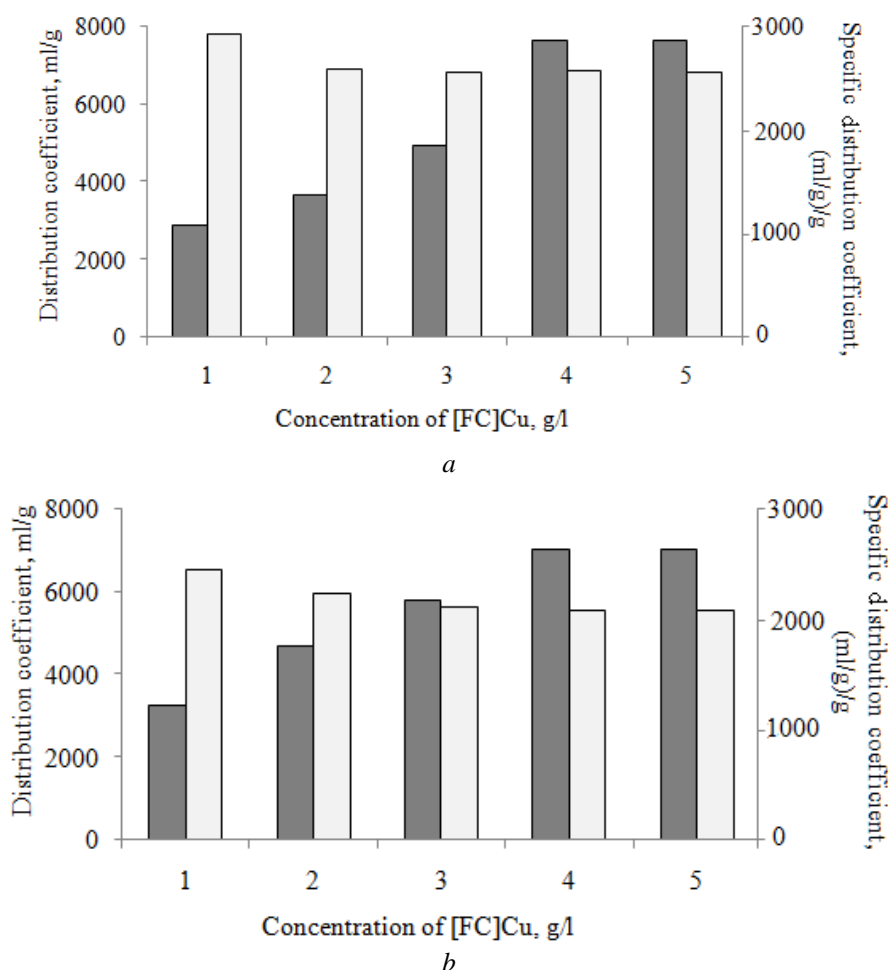 Distribution coefficient, ml/g
8000
6000
4000
2000
0
3000
2000
1000
0
Specific distribution coefficient,
(ml/g)/g
1 2 3 4 5
Concentration of [FC]Cu, g/l
a
Distribution coefficient, ml/g
8000
6000
4000
2000
0
3000
2000
1000
0
Specific distribution coefficient,
(ml/g)/g
1 2 3 4 5
Concentration of [FC]Cu, g/l
b